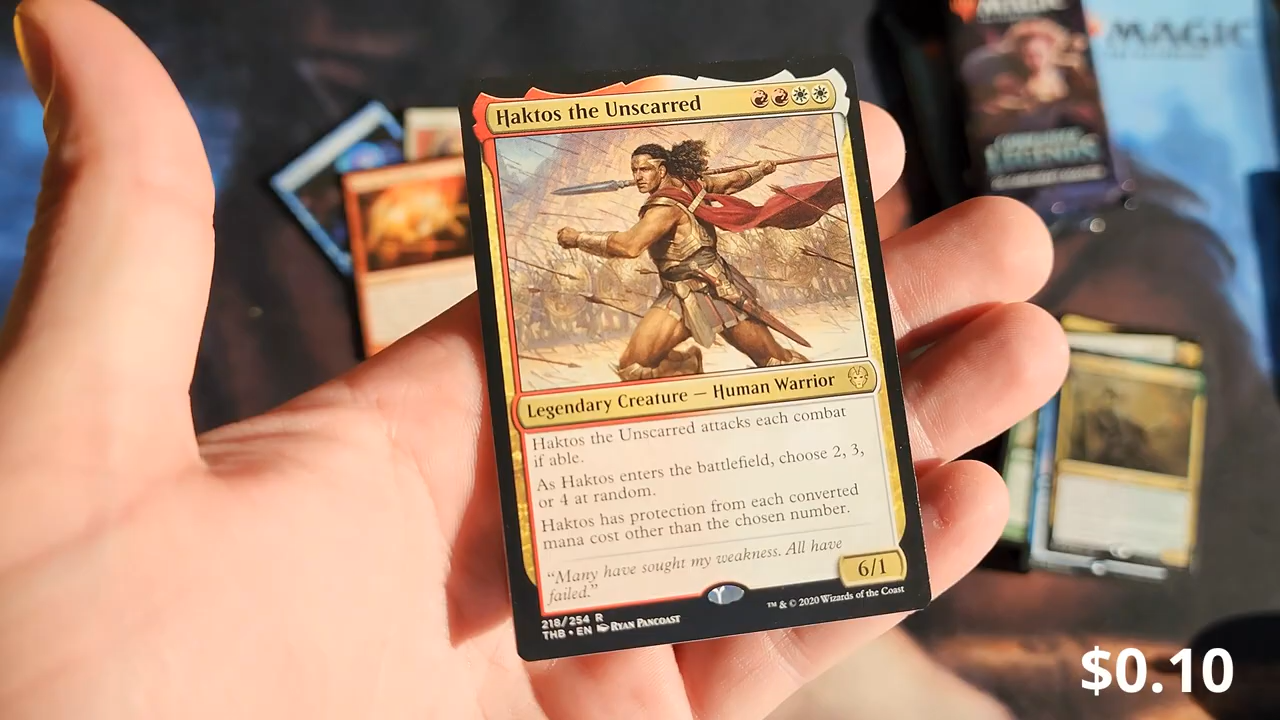 MAGIC
MAGIC
LEGENDS
Haktos the Unscarred
Legendary Creature — Human Warrior
Haktos the Unscarred attacks each combat
if able.
As Haktos enters the battlefield, choose 2, 3,
or 4 at random.
Haktos has protection from each converted
mana cost other than the chosen number.
“Many have sought my weakness. All have
failed.”
6/1
218/254 R
THB • EN RYAN PANCOAST
™ & © 2020 Wizards of the Coast
$0.10